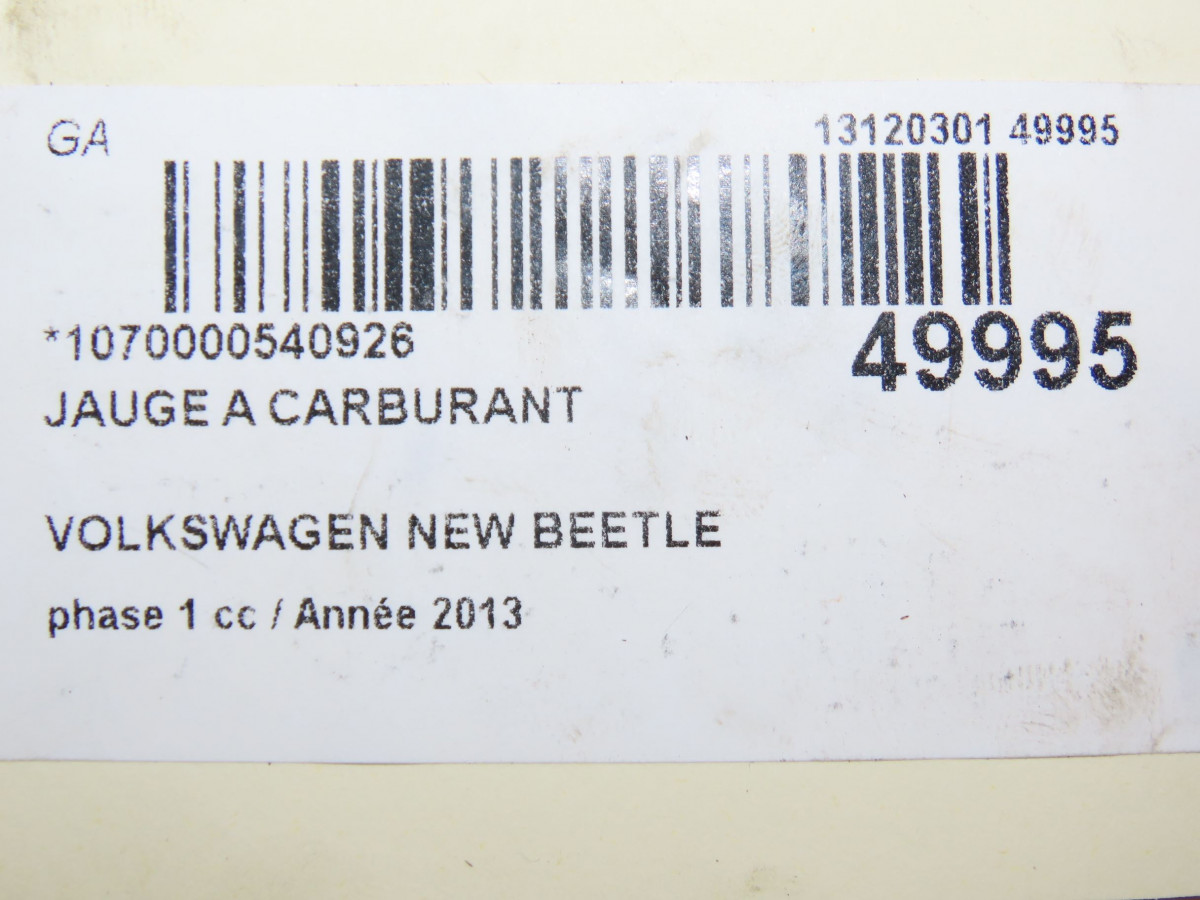 GA
13120301 49995
*1070000540926
49995
JAUGE A CARBURANT
VOLKSWAGEN NEW BEETLE
phase 1 cc / Année 2013